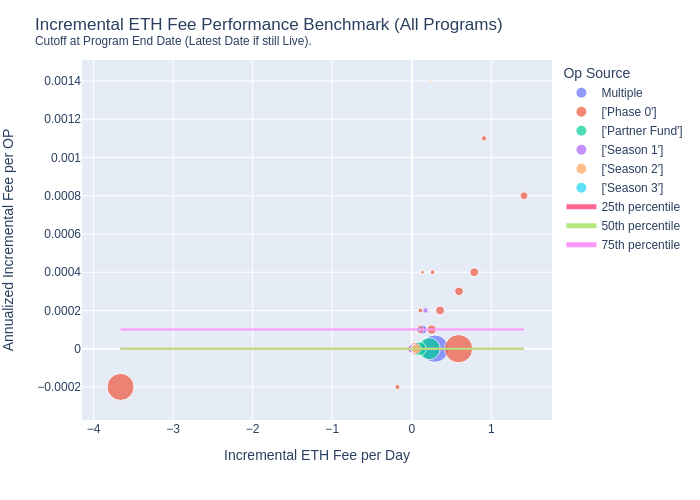 Incremental ETH Fee Performance Benchmark (All Programs)
Cutoff at Program End Date (Latest Date if still Live).
Annualized Incremental Fee per OP
0.0014
0.0012
0.001
0.0008
0.0006
0.0004
0.0002
0
−0.0002
−4
−3
−2
−1
0
1
Incremental ETH Fee per Day
Op Source
Multiple
['Phase 0']
['Partner Fund']
['Season 1']
['Season 2']
['Season 3']
25th percentile
50th percentile
75th percentile